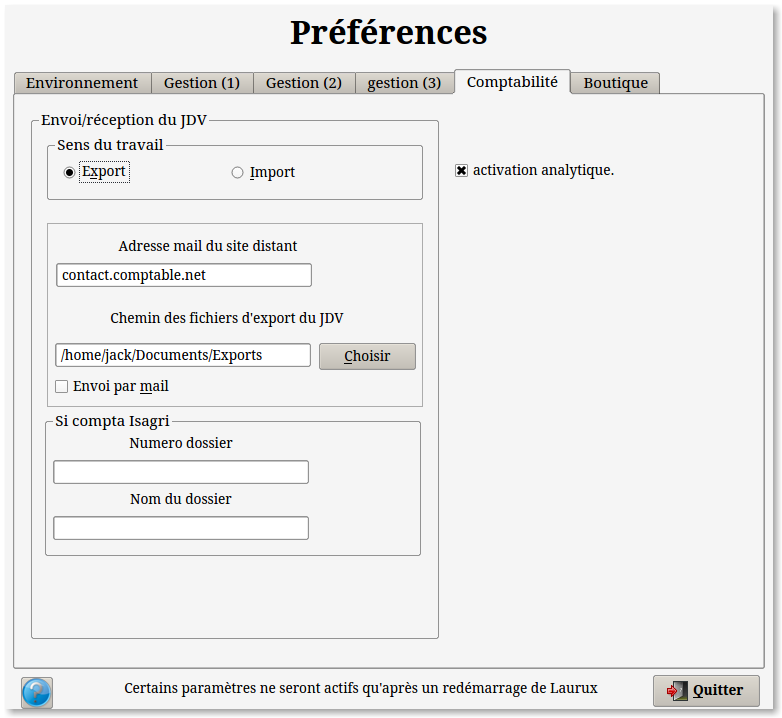 Préférences
Environnement Gestion (1) Gestion (2) gestion (3) Comptabilité Boutique
Envoi/réception du JDV
Sens du travail
Export Import
activation analytique.
Adresse mail du site distant
contact.comptable.net
Chemin des fichiers d'export du JDV
/home/jack/Documents/Exports Choisir
Envoi par mail
Si compta Isagri
Numero dossier
Nom du dossier
? Certains paramètres ne seront actifs qu'après un redémarrage de Laurux Quitter